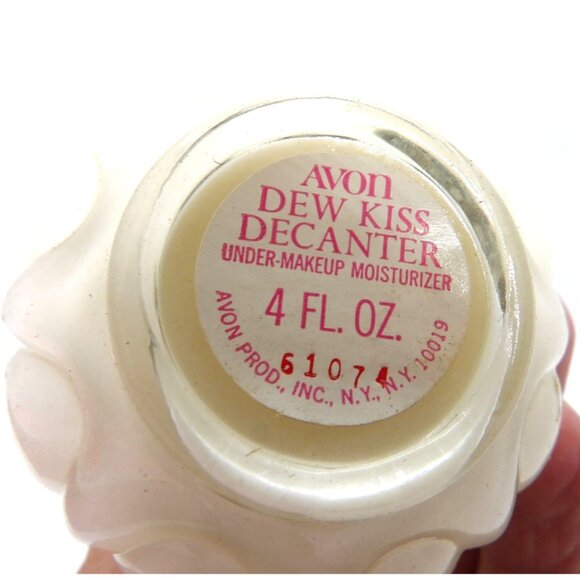 AVON
DEW KISS
DECANTER
UNDER-MAKEUP MOISTURIZER
4 FL. OZ.
61074
AVON PROD., INC., N.Y., N.Y. 10019